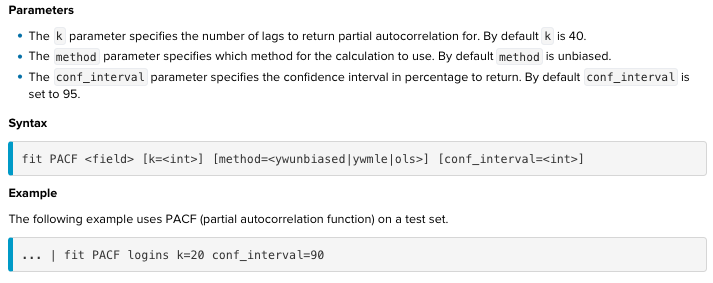 Parameters
• The k parameter specifies the number of lags to return partial autocorrelation for. By default k is 40.
• The method parameter specifies which method for the calculation to use. By default method is unbiased.
• The conf_interval parameter specifies the confidence interval in percentage to return. By default conf_interval is
set to 95.
Syntax
fit PACF <field> [k=<int>] [method=<ywunbiased|ywmle|ols>] [conf_interval=<int>]
Example
The following example uses PACF (partial autocorrelation function) on a test set.
... | fit PACF logins k=20 conf_interval=90